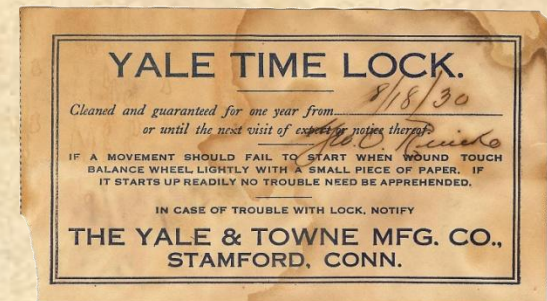 YALE TIME LOCK.
Cleaned and guaranteed for one year from 8/18/30
or until the next visit of expert or notice thereof.
Geo. C.
IF A MOVEMENT SHOULD FAIL TO START WHEN WOUND TOUCH
BALANCE WHEEL, LIGHTLY WITH A SMALL PIECE OF PAPER. IF
IT STARTS UP READILY NO TROUBLE NEED BE APPREHENDED.
IN CASE OF TROUBLE WITH LOCK, NOTIFY
THE YALE & TOWNE MFG. CO.,
STAMFORD, CONN.